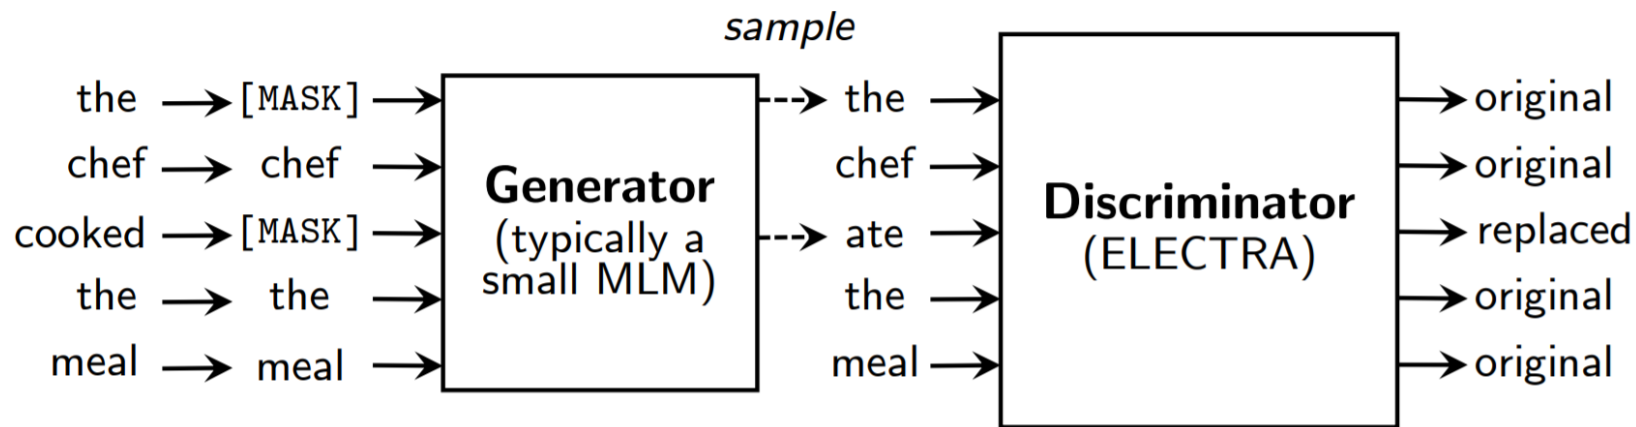 sample
the [MASK] the original
chef chef chef original
cooked [MASK] ate replaced
the the the original
meal meal meal original
Generator
(typically a
small MLM)
Discriminator
(ELECTRA)